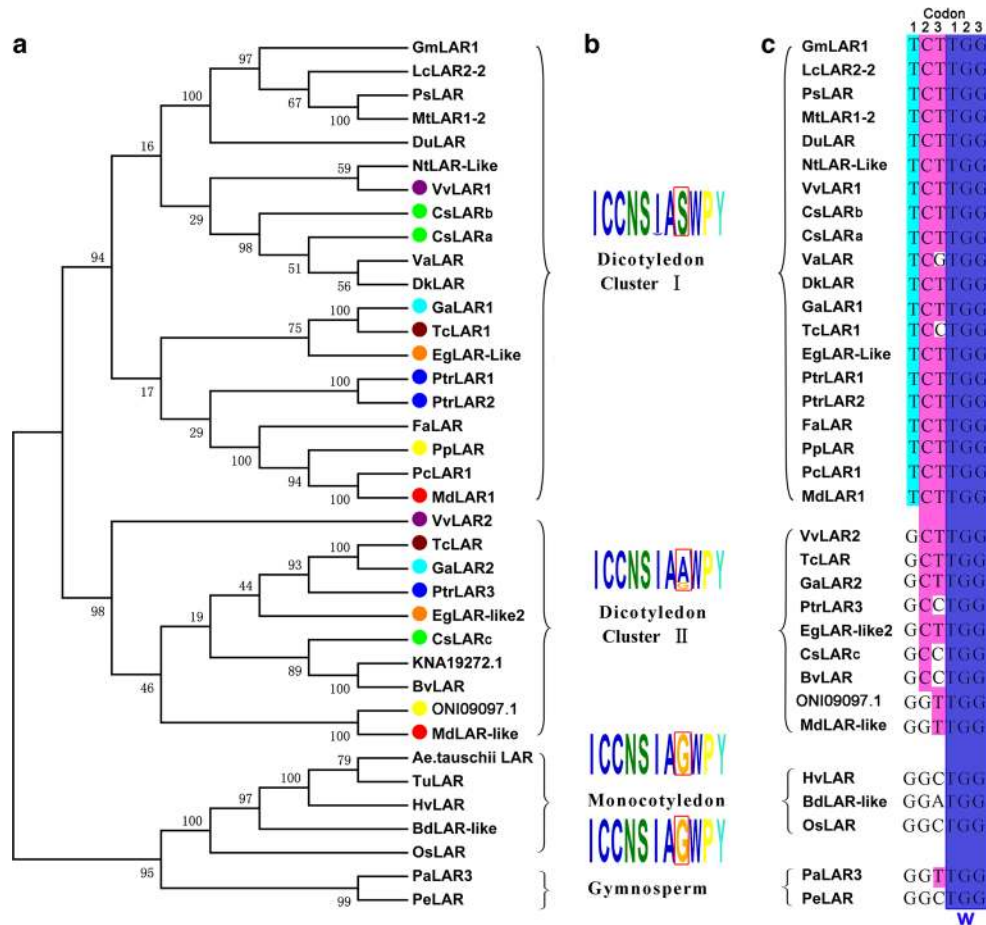 a
97
GmLAR1
LcLAR2-2
67
PsLAR
100
MtLAR1-2
100
DuLAR
16
NtLAR-Like
59
VvLAR1
29
CsLARb
98
CsLARa
51
VaLAR
56
DkLAR
94
GaLAR1
100
TcLAR1
75
EgLAR-Like
17
PtrLAR1
100
PtrLAR2
29
FaLAR
100
PpLAR
94
PcLAR1
100
MdLAR1
VvLAR2
98
TcLAR
100
GaLAR2
93
PtrLAR3
44
EgLAR-like2
19
CsLARc
89
KNA19272.1
100
BvLAR
46
ONI09097.1
100
MdLAR-like
Ae.tauschii LAR
79
TuLAR
100
HvLAR
97
BdLAR-like
100
OsLAR
95
PaLAR3
99
PeLAR
b
ICCNSIASWPY
Dicotyledon
Cluster Ⅰ
ICCNSIAAWPY
Dicotyledon
Cluster Ⅱ
ICCNSIAGWPY
Monocotyledon
ICCNSIAGWPY
Gymnosperm
c
Codon
1 2 3 1 2 3
GmLAR1 TCTTGG
LcLAR2-2 TCTTGG
PsLAR TCTTGG
MtLAR1-2 TCTTGG
DuLAR TCTTGG
NtLAR-Like TCTTGG
VvLAR1 TCTTGG
CsLARb TCTTGG
CsLARa TCTTGG
VaLAR TCGTGG
DkLAR TCTTGG
GaLAR1 TCTTGG
TcLAR1 TCCTGG
EgLAR-Like TCTTGG
PtrLAR1 TCTTGG
PtrLAR2 TCTTGG
FaLAR TCTTGG
PpLAR TCTTGG
PcLAR1 TCTTGG
MdLAR1 TCTTGG
VvLAR2 GCTTGG
TcLAR GCTTGG
GaLAR2 GCTTGG
PtrLAR3 GCCTGG
EgLAR-like2 GCTTGG
CsLARc GCCTGG
BvLAR GCCTGG
ONI09097.1 GGTTGG
MdLAR-like GGTTGG
HvLAR GGCTGG
BdLAR-like GGATGG
OsLAR GGCTGG
PaLAR3 GGTTGG
PeLAR GGCTGG
W